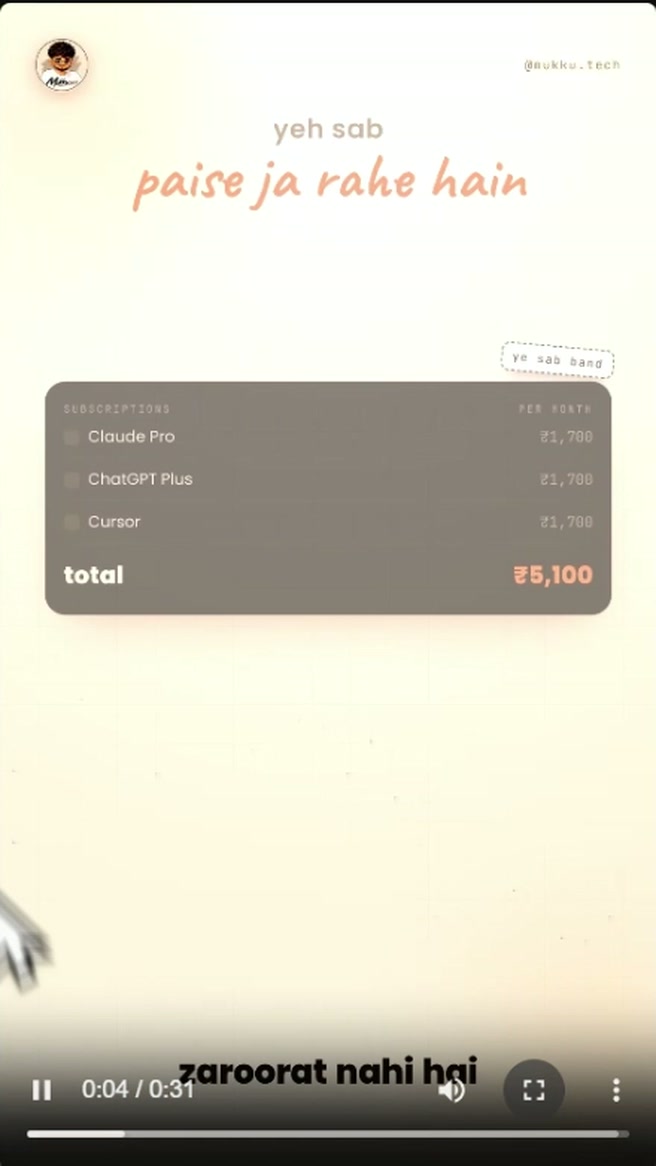 @mukku.tech
yeh sab
paise ja rahe hain
ye sab band
SUBSCRIPTIONS PER MONTH
Claude Pro ₹1,700
ChatGPT Plus ₹1,700
Cursor ₹1,700
total ₹5,100
zaroorat nahi hai
0:04 / 0:31